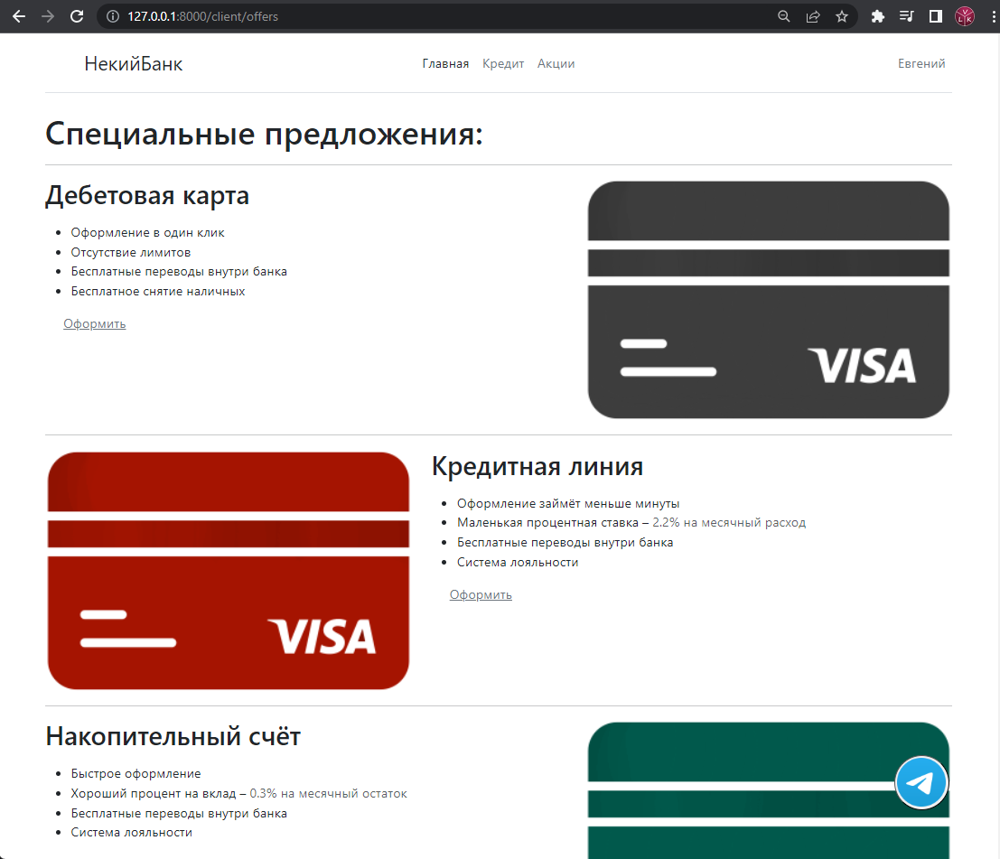 127.0.0.1:8000/client/offers
НекийБанк
Главная Кредит Акции
Евгений
Специальные предложения:
Дебетовая карта
Оформление в один клик
Отсутствие лимитов
Бесплатные переводы внутри банка
Бесплатное снятие наличных
Оформить
VISA
Кредитная линия
Оформление займёт меньше минуты
Маленькая процентная ставка – 2.2% на месячный расход
Бесплатные переводы внутри банка
Система лояльности
Оформить
VISA
Накопительный счёт
Быстрое оформление
Хороший процент на вклад – 0.3% на месячный остаток
Бесплатные переводы внутри банка
Система лояльности